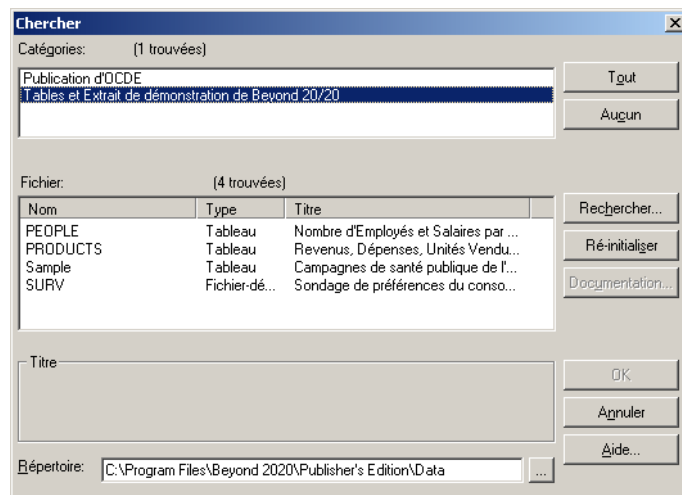 Chercher
Catégories: (1 trouvées)
Publication d'OCDE
Tables et Extrait de démonstration de Beyond 20/20
Tout
Aucun
Fichier: (4 trouvées)
Nom Type Titre
PEOPLE Tableau Nombre d'Employés et Salaires par ...
PRODUCTS Tableau Revenus, Dépenses, Unités Vendu...
Sample Tableau Campagnes de santé publique de l'...
SURV Fichier-dé... Sondage de préférences du conso...
Rechercher...
Ré-initialiser
Documentation...
Titre
OK
Annuler
Aide...
Répertoire: C:\Program Files\Beyond 2020\Publisher's Edition\Data ...